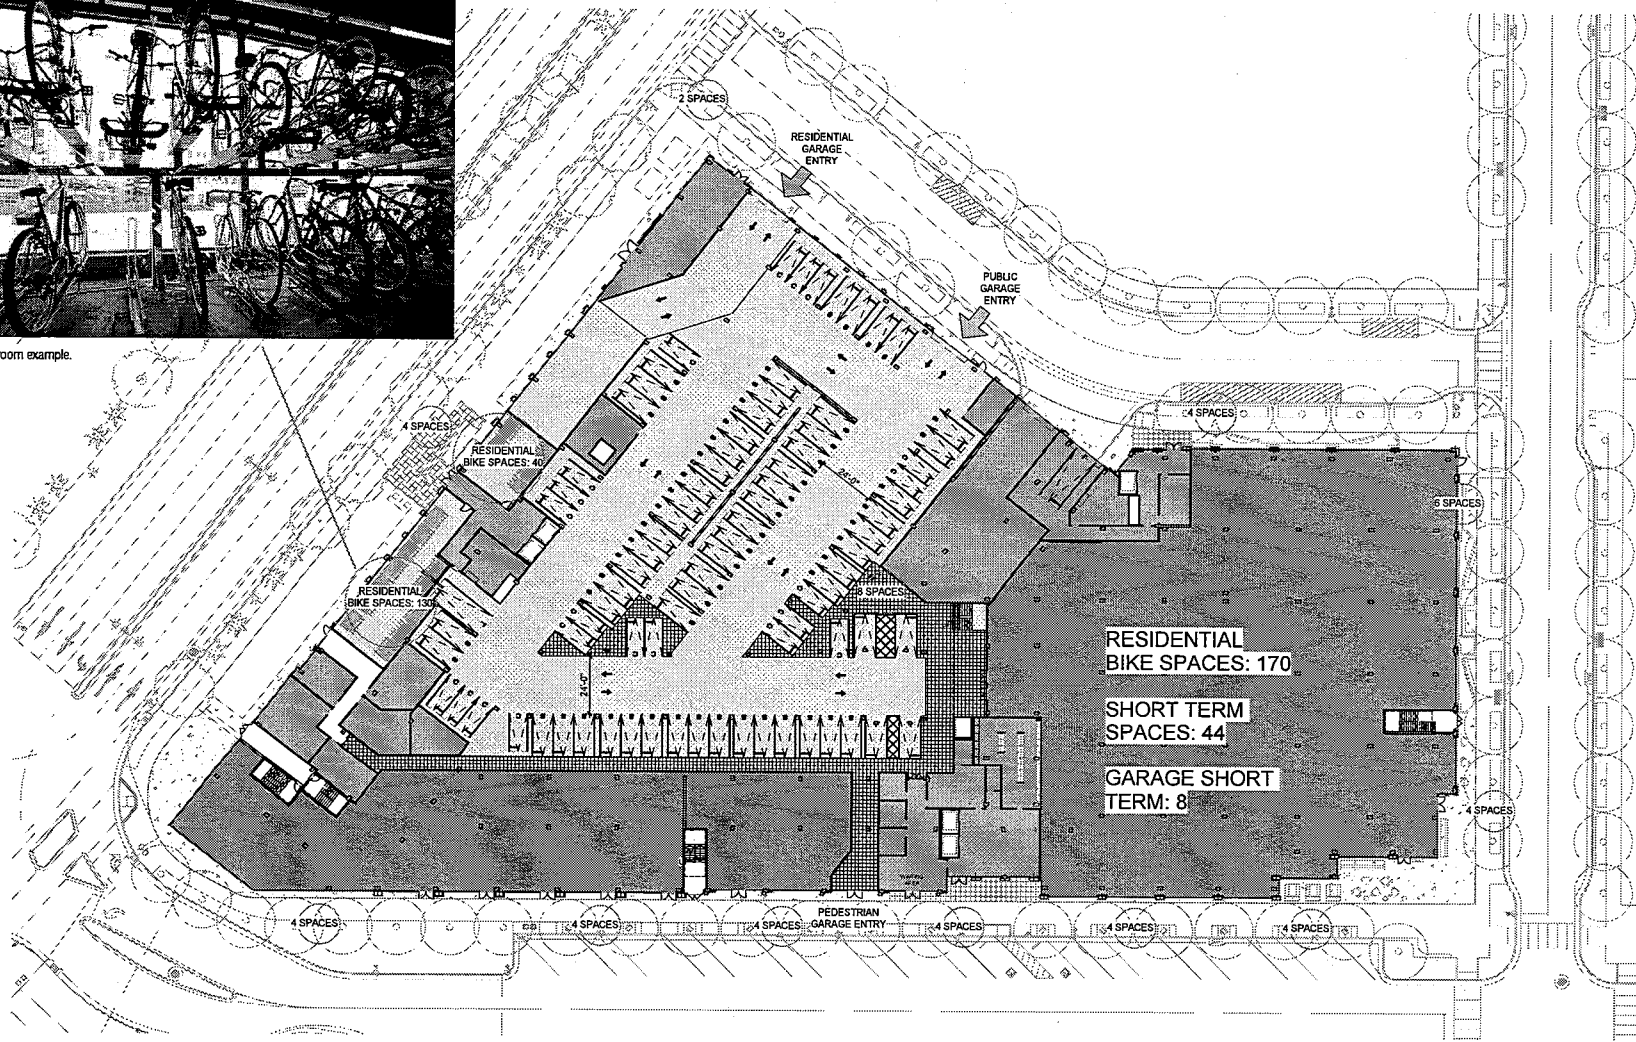 oom example.
2 SPACES
RESIDENTIAL
GARAGE
ENTRY
PUBLIC
GARAGE
ENTRY
4 SPACES
4 SPACES
RESIDENTIAL
BIKE SPACES: 40
24'-0"
6 SPACES
RESIDENTIAL
BIKE SPACES: 130
8 SPACES
24'-0"
RESIDENTIAL
BIKE SPACES: 170
SHORT TERM
SPACES: 44
GARAGE SHORT
TERM: 8
4 SPACES
4 SPACES
4 SPACES
4 SPACES
PEDESTRIAN
GARAGE ENTRY
4 SPACES
4 SPACES
4 SPACES